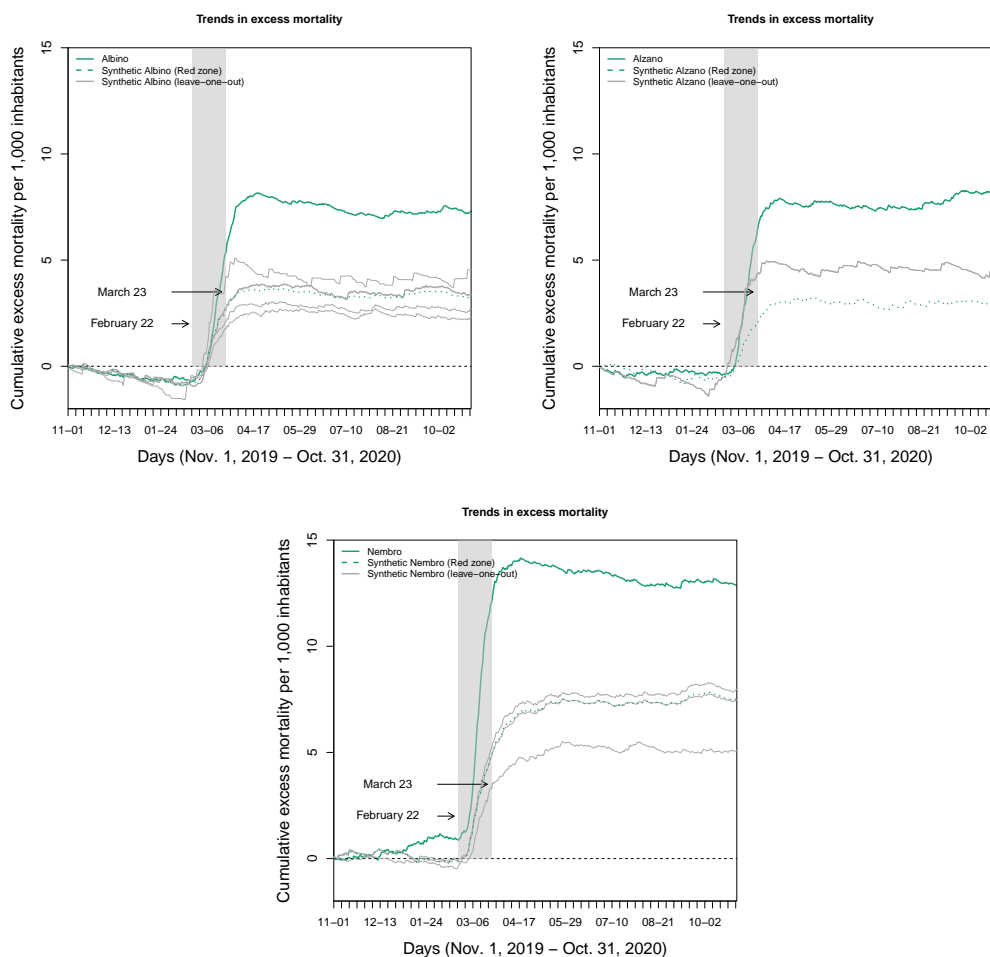 Trends in excess mortality
Cumulative excess mortality per 1,000 inhabitants
15
10
5
0
Albino
Synthetic Albino (Red zone)
Synthetic Albino (leave−one−out)
March 23
February 22
11−01 12−13 01−24 03−06 04−17 05−29 07−10 08−21 10−02
Days (Nov. 1, 2019 − Oct. 31, 2020)
Trends in excess mortality
Cumulative excess mortality per 1,000 inhabitants
15
10
5
0
Alzano
Synthetic Alzano (Red zone)
Synthetic Alzano (leave−one−out)
March 23
February 22
11−01 12−13 01−24 03−06 04−17 05−29 07−10 08−21 10−02
Days (Nov. 1, 2019 − Oct. 31, 2020)
Trends in excess mortality
Cumulative excess mortality per 1,000 inhabitants
15
10
5
0
Nembro
Synthetic Nembro (Red zone)
Synthetic Nembro (leave−one−out)
March 23
February 22
11−01 12−13 01−24 03−06 04−17 05−29 07−10 08−21 10−02
Days (Nov. 1, 2019 − Oct. 31, 2020)